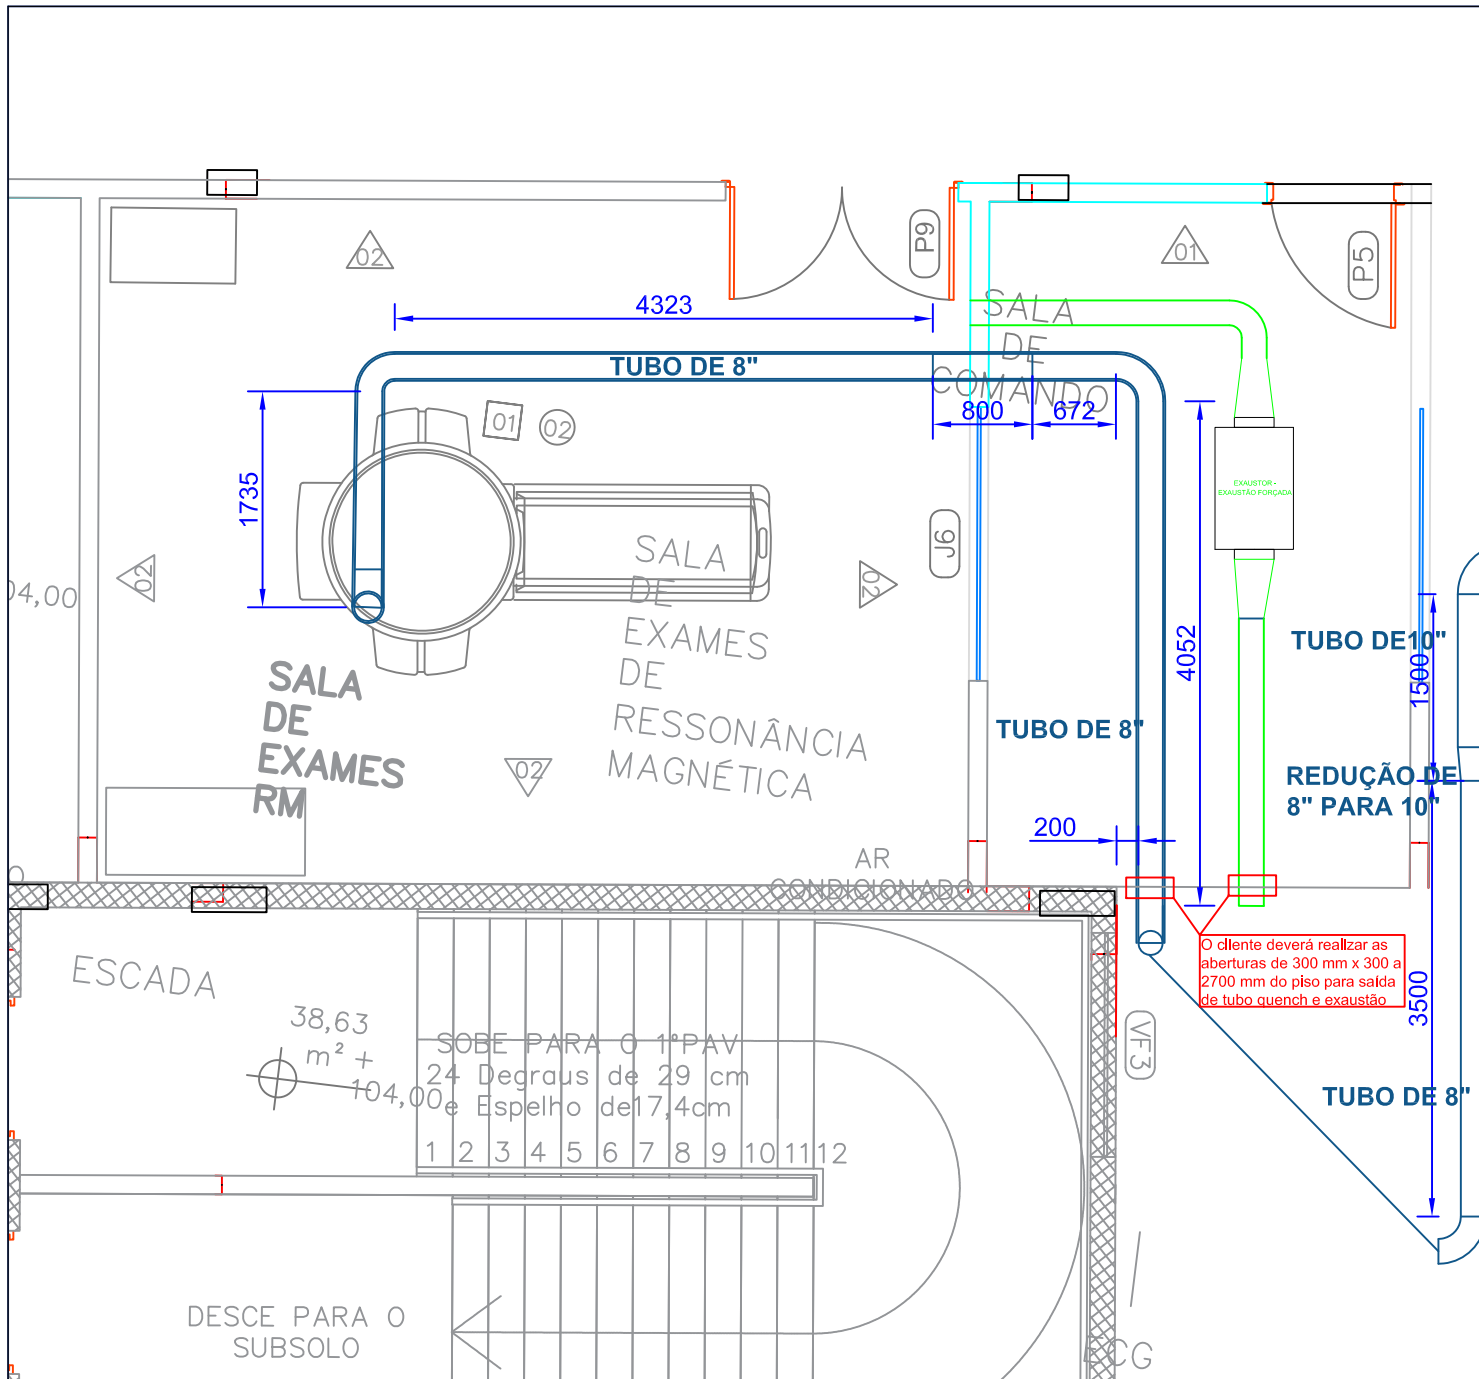 02
P9
01
P5
4323
SALA
DE
COMANDO
TUBO DE 8"
800
672
01
02
EXAUSTOR -
EXAUSTÃO FORÇADA
1735
J6
SALA
DE
EXAMES
DE
RESSONÂNCIA
MAGNÉTICA
02
02
04,00
4052
TUBO DE10"
1500
SALA
DE
EXAMES
RM
TUBO DE 8"
02
REDUÇÃO DE
8" PARA 10"
200
AR
CONDICIONADO
O cliente deverá realizar as
aberturas de 300 mm x 300 a
2700 mm do piso para saída
de tubo quench e exaustão
ESCADA
3500
38,63
m² +
104,00
VF3
SOBE PARA O 1ºPAV
24 Degraus de 29 cm
e Espelho de17,4cm
TUBO DE 8"
1 2 3 4 5 6 7 8 9 10 11 12
DESCE PARA O
SUBSOLO
ECG